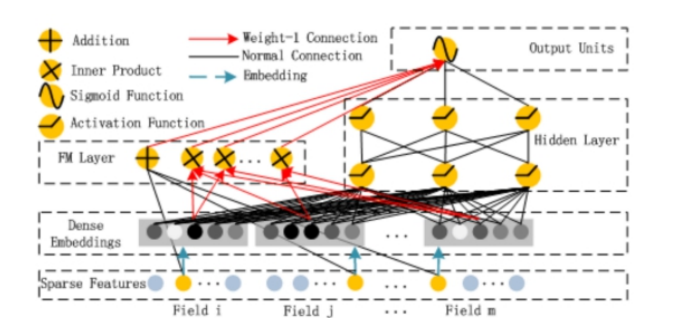 Addition
Inner Product
Sigmoid Function
Activation Function
Weight-1 Connection
Normal Connection
Embedding
Output Units
Hidden Layer
FM Layer
...
Dense
Embeddings
...
Sparse Features
... ... ... ...
Field i Field j ... Field m